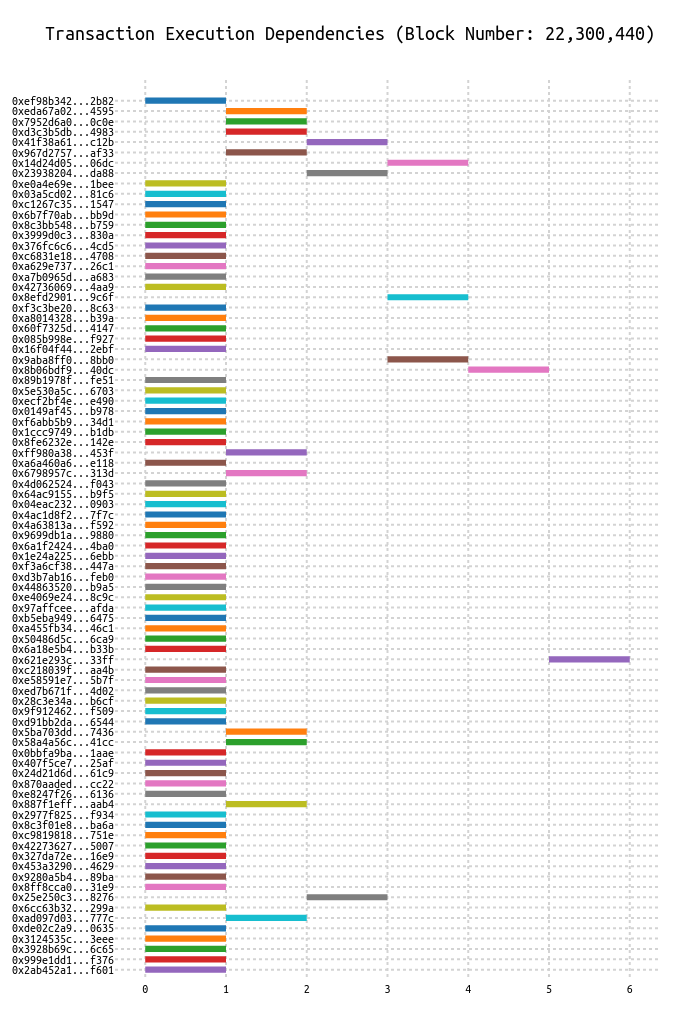 Transaction Execution Dependencies (Block Number: 22,300,440)
0xef98b342...2b82
0xeda67a02...4595
0x7952d6a0...0c0e
0xd3c3b5db...4983
0x41f38a61...c12b
0x967d2757...af33
0x14d24d05...06dc
0x23938204...da88
0xe0a4e69e...1bee
0x03a5cd02...81c6
0xc1267c35...1547
0x6b7f70ab...bb9d
0x8c3bb548...b759
0x3999d0c3...830a
0x376fc6c6...4cd5
0xc6831e18...4708
0xa629e737...26c1
0xa7b0965d...a683
0x42736069...4aa9
0x8efd2901...9c6f
0xf3c3be20...8c63
0xa8014328...b39a
0x60f7325d...4147
0x085b998e...f927
0x16f04f44...2ebf
0x9aba8ff0...8bb0
0x8b06bdf9...40dc
0x89b1978f...fe51
0x5e530a5c...6703
0xecf2bf4e...e490
0x0149af45...b978
0xf6abb5b9...34d1
0x1ccc9749...b1db
0x8fe6232e...142e
0xff980a38...453f
0xa6a460a6...e118
0x6798957c...313d
0x4d062524...f043
0x64ac9155...b9f5
0x04eac232...0903
0x4ac1d8f2...7f7c
0x4a63813a...f592
0x9699db1a...9880
0x6a1f2424...4ba0
0x1e24a225...6ebb
0xf3a6cf38...447a
0xd3b7ab16...feb0
0x44863520...b9a5
0xe4069e24...8c9c
0x97affcee...afda
0xb5eba949...6475
0xa455fb34...46c1
0x50486d5c...6ca9
0x6a18e5b4...b33b
0x621e293c...33ff
0xc218039f...aa4b
0xe58591e7...5b7f
0xed7b671f...4d02
0x28c3e34a...b6cf
0x9f912462...f509
0xd91bb2da...6544
0x5ba703dd...7436
0x58a4a56c...41cc
0x0bbfa9ba...1aae
0x407f5ce7...25af
0x24d21d6d...61c9
0x870aaded...cc22
0xe8247f26...6136
0x887f1eff...aab4
0x2977f825...f934
0x8c3f01e8...ba6a
0xc9819818...751e
0x42273627...5007
0x327da72e...16e9
0x453a3290...4629
0x9280a5b4...89ba
0x8ff8cca0...31e9
0x25e250c3...8276
0x6cc63b32...299a
0xad097d03...777c
0xde02c2a9...0635
0x3124535c...3eee
0x3928b69c...6c65
0x999e1dd1...f376
0x2ab452a1...f601
0 1 2 3 4 5 6